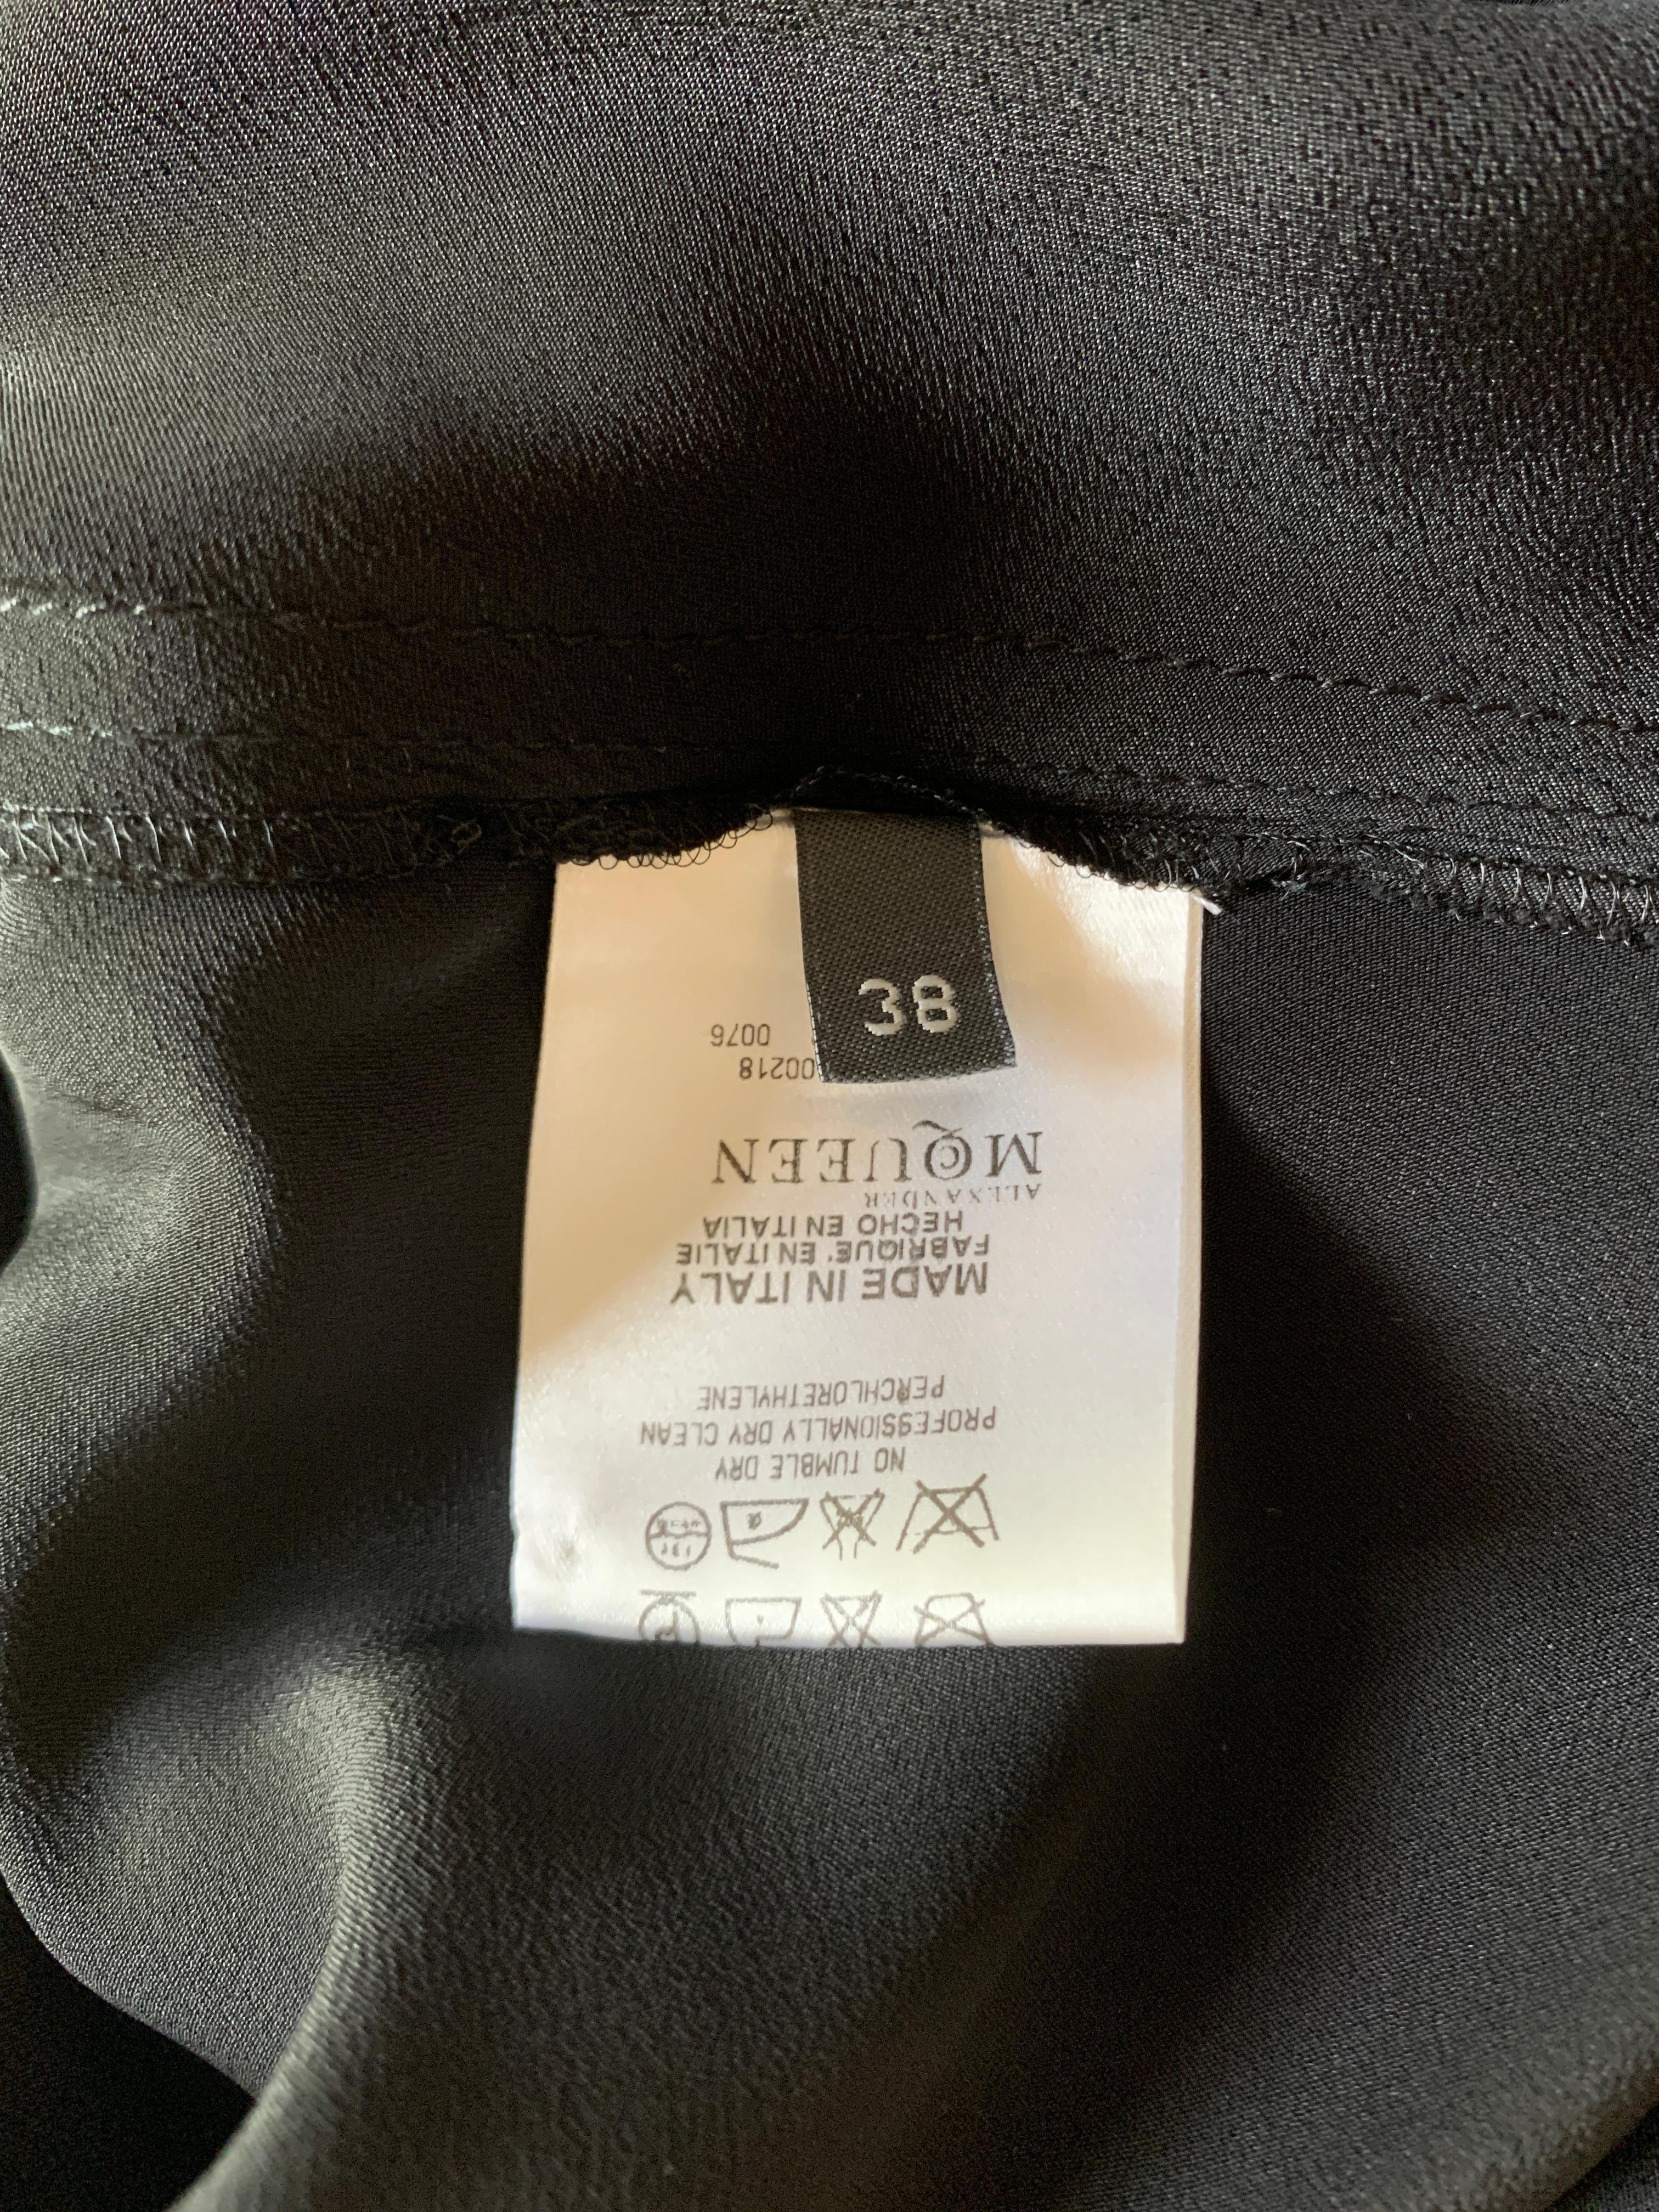 38
NO TUMBLE DRY
PROFESSIONALLY DRY CLEAN
PERCHLORETHYLENE
MADE IN ITALY
FABRIQUE' EN ITALIE
HECHO EN ITALIA
ALEXANDER
MCQUEEN
00218
0076